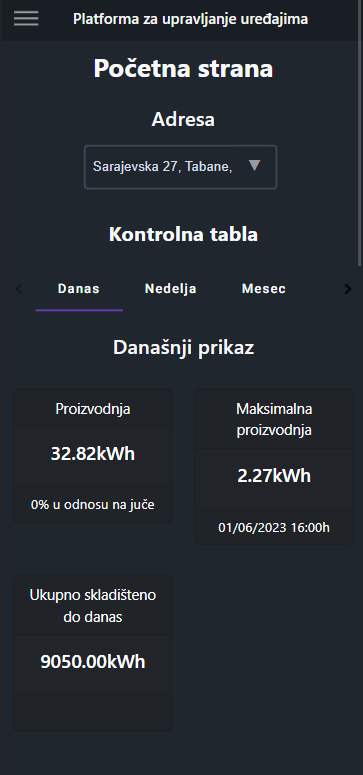 Platforma za upravljanje uređajima
Početna strana
Adresa
Sarajevska 27, Tabane,
Kontrolna tabla
Danas
Nedelja
Mesec
Današnji prikaz
Proizvodnja
32.82kWh
0% u odnosu na juče
Maksimalna
proizvodnja
2.27kWh
01/06/2023 16:00h
Ukupno skladišteno
do danas
9050.00kWh